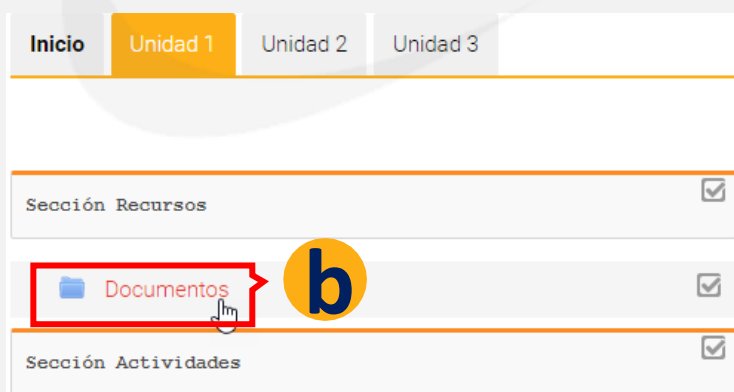 Inicio Unidad 1 Unidad 2 Unidad 3
Sección Recursos
Documentos b
Sección Actividades